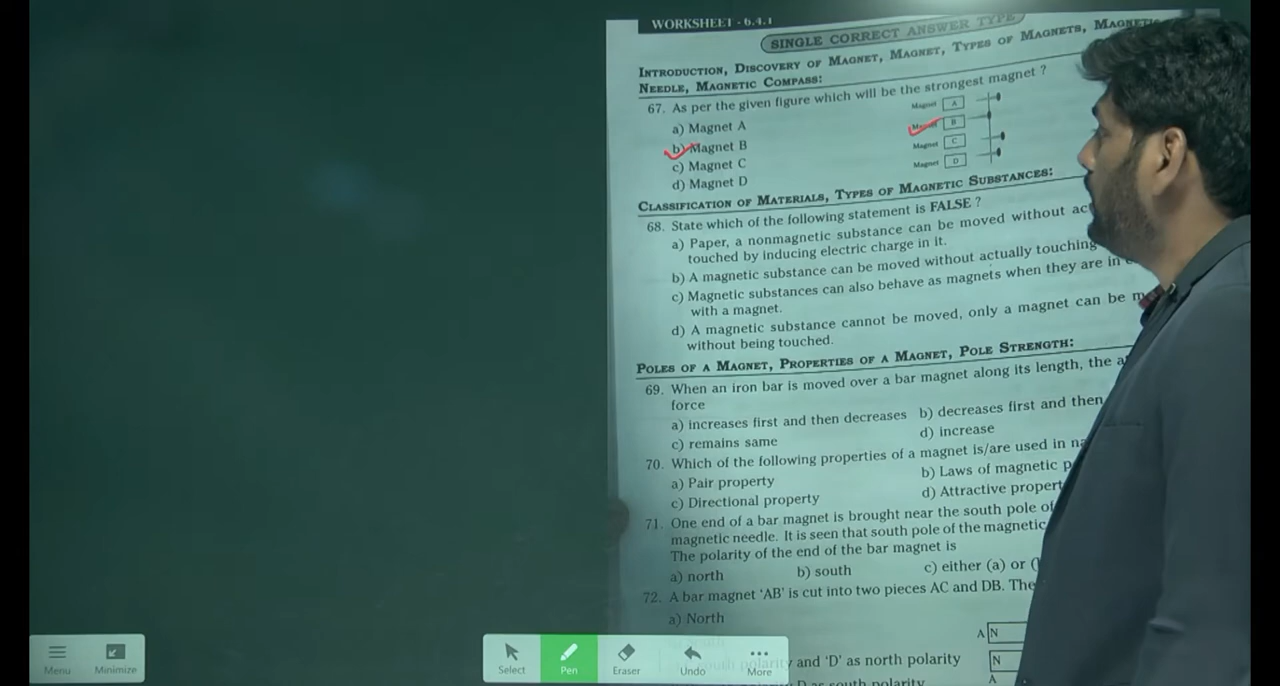 WORKSHEET - 6.4.1
SINGLE CORRECT ANSWER TYPE
INTRODUCTION, DISCOVERY OF MAGNET, MAGNET, TYPES OF MAGNETS, MAGNETIC
NEEDLE, MAGNETIC COMPASS:
67. As per the given figure which will be the strongest magnet ?
a) Magnet A
b) Magnet B
c) Magnet C
d) Magnet D
Magnet A
Magnet B
Magnet C
Magnet D
CLASSIFICATION OF MATERIALS, TYPES OF MAGNETIC SUBSTANCES:
68. State which of the following statement is FALSE ?
a) Paper, a nonmagnetic substance can be moved without
touched by inducing electric charge in it.
b) A magnetic substance can be moved without actually touching
c) Magnetic substances can also behave as magnets when they are in
with a magnet.
d) A magnetic substance cannot be moved, only a magnet can be
without being touched.
POLES OF A MAGNET, PROPERTIES OF A MAGNET, POLE STRENGTH:
69. When an iron bar is moved over a bar magnet along its length, the
force
a) increases first and then decreases b) decreases first and then
c) remains same d) increase
70. Which of the following properties of a magnet is/are used in
a) Pair property b) Laws of magnetic
c) Directional property d) Attractive
71. One end of a bar magnet is brought near the south pole of
magnetic needle. It is seen that south pole of the magnetic
The polarity of the end of the bar magnet is
a) north b) south c) either (a) or
72. A bar magnet 'AB' is cut into two pieces AC and DB. The
a) North
A N
and 'D' as north polarity N
A
Menu Minimize Select Pen Eraser Undo More